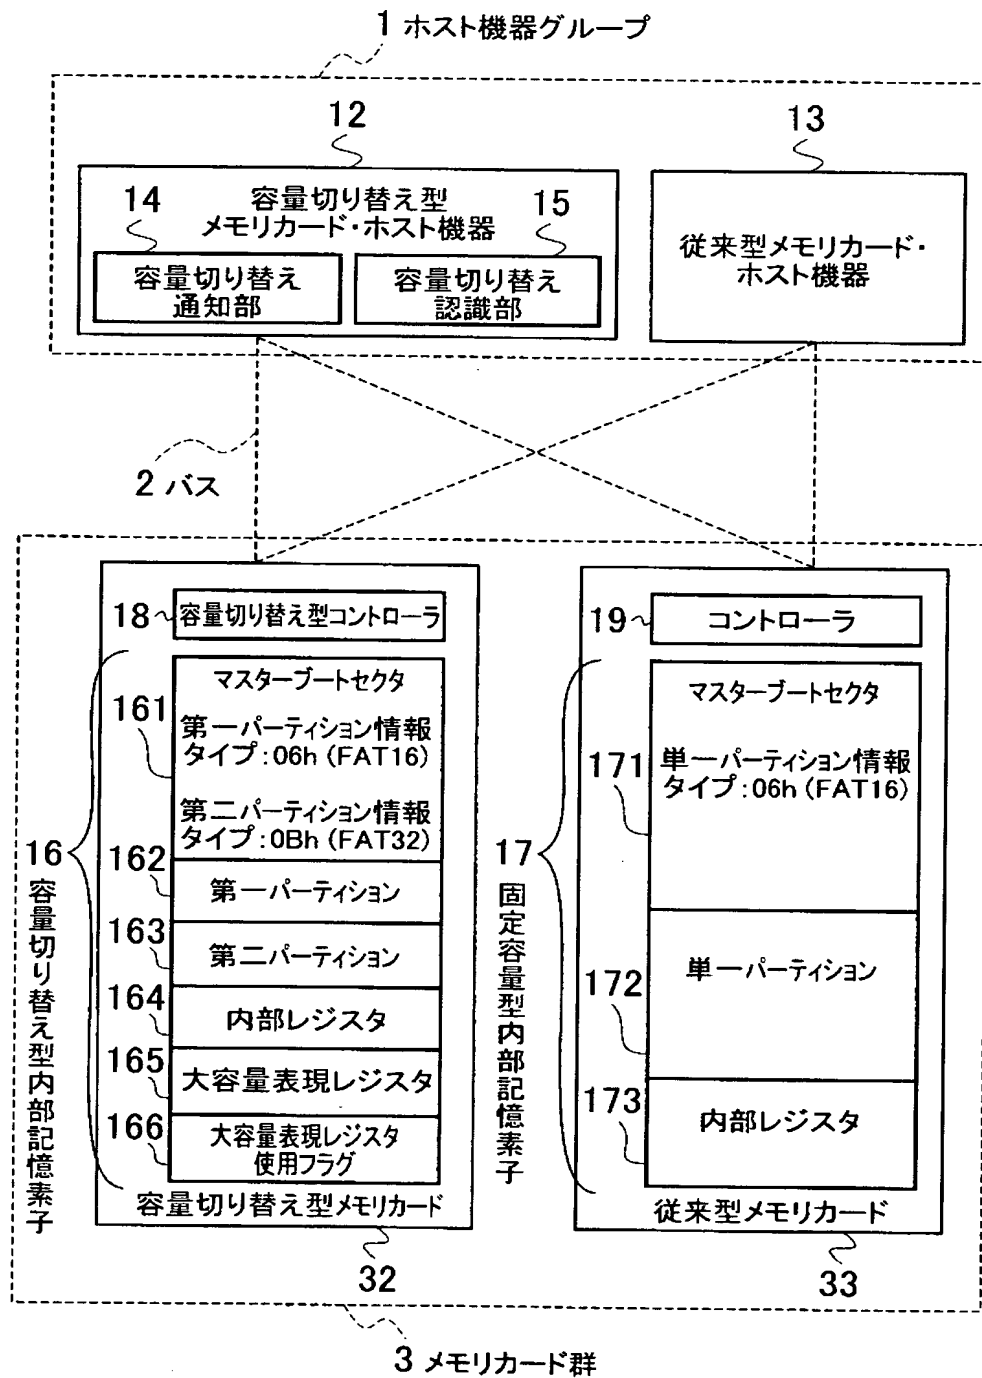 1 ホスト機器グループ
12
13
容量切り替え型
メモリカード・ホスト機器
14
15
容量切り替え
通知部
容量切り替え
認識部
従来型メモリカード・
ホスト機器
2 バス
18
容量切り替え型コントローラ
161
マスターブートセクタ
第一パーティション情報
タイプ:06h (FAT16)
第二パーティション情報
タイプ:0Bh (FAT32)
16
容量切り替え型内部記憶素子
162
第一パーティション
163
第二パーティション
164
内部レジスタ
165
大容量表現レジスタ
166
大容量表現レジスタ
使用フラグ
容量切り替え型メモリカード
32
19
コントローラ
マスターブートセクタ
171
単一パーティション情報
タイプ:06h (FAT16)
17
固定容量型内部記憶素子
172
単一パーティション
173
内部レジスタ
従来型メモリカード
33
3 メモリカード群